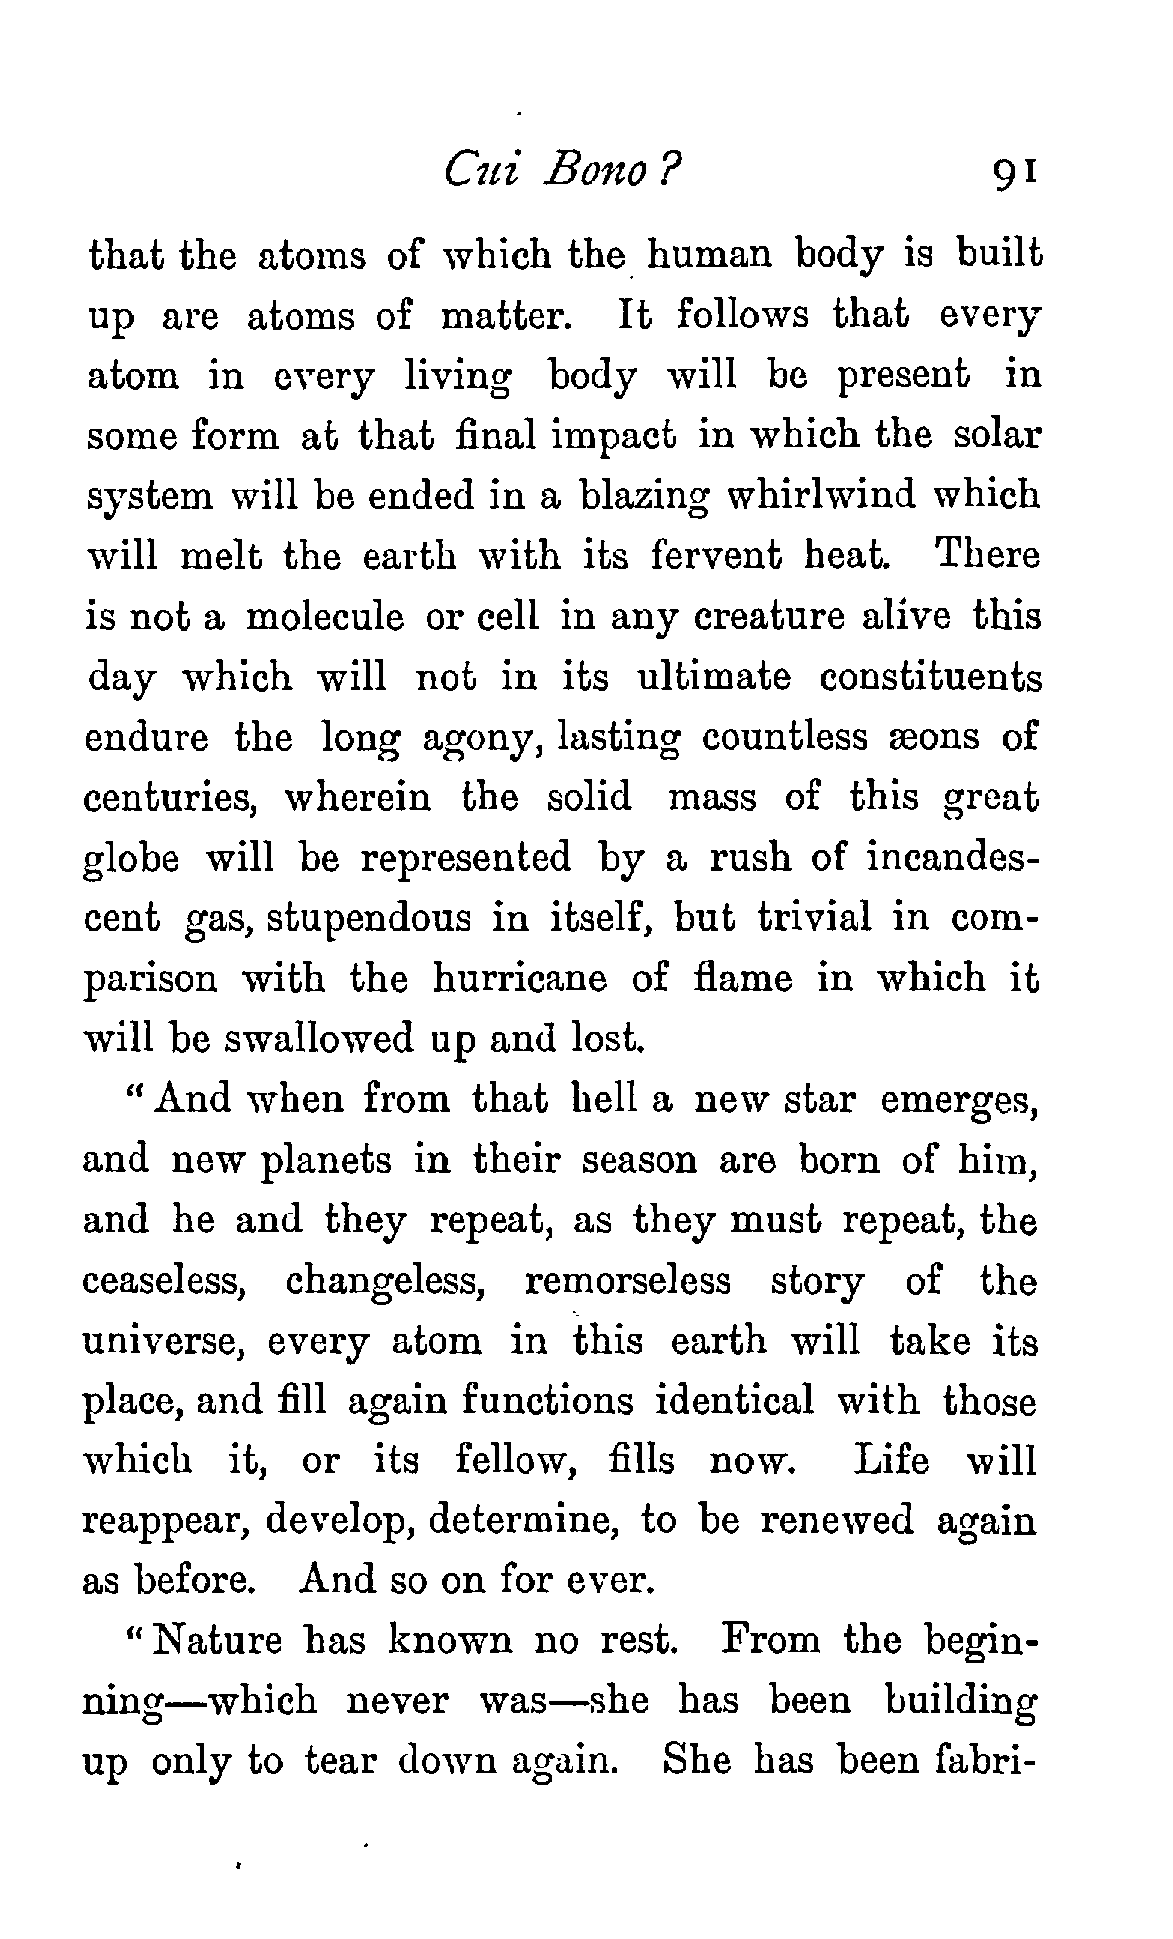 Cui Bono? 91
that the atoms of which the human body is built
up are atoms of matter. It follows that every
atom in every living body will be present in
some form at that final impact in which the solar
system will be ended in a blazing whirlwind which
will melt the earth with its fervent heat. There
is not a molecule or cell in any creature alive this
day which will not in its ultimate constituents
endure the long agony, lasting countless æons of
centuries, wherein the solid mass of this great
globe will be represented by a rush of incandes-
cent gas, stupendous in itself, but trivial in com-
parison with the hurricane of flame in which it
will be swallowed up and lost.
"And when from that hell a new star emerges,
and new planets in their season are born of him,
and he and they repeat, as they must repeat, the
ceaseless, changeless, remorseless story of the
universe, every atom in this earth will take its
place, and fill again functions identical with those
which it, or its fellow, fills now. Life will
reappear, develop, determine, to be renewed again
as before. And so on for ever.
"Nature has known no rest. From the begin-
ning—which never was—she has been building
up only to tear down again. She has been fabri-